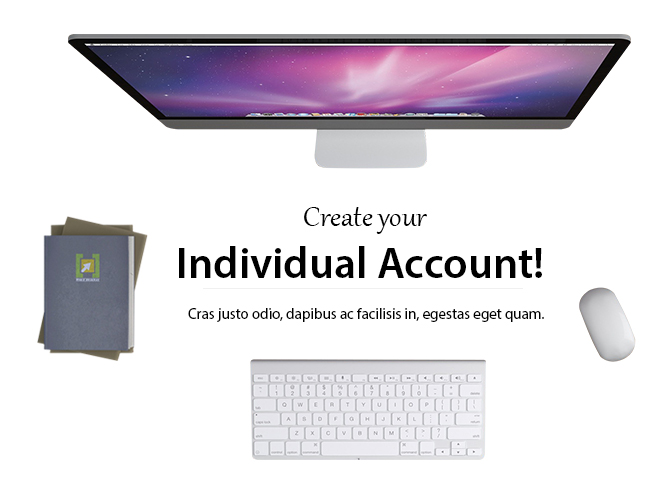 Create your
Individual Account!
Cras justo odio, dapibus ac facilisis in, egestas eget quam.